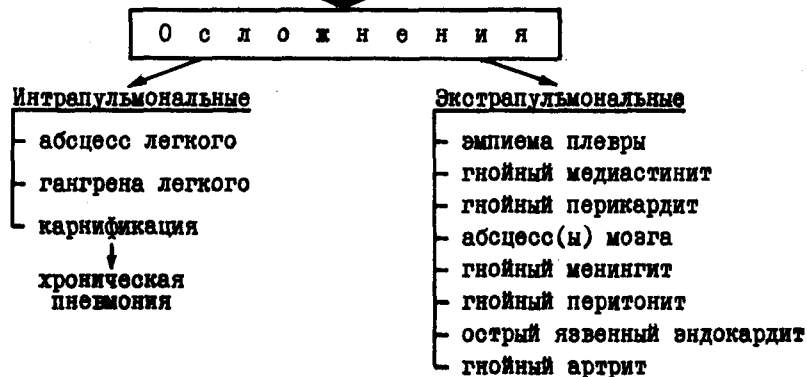 Осложнения
Интрапульмональные
абсцесс легкого
гангрена легкого
карнификация
хроническая
пневмония
Экстрапульмональные
эмпиема плевры
гнойный медиастинит
гнойный перикардит
абсцесс(ы) мозга
гнойный менингит
гнойный перитонит
острый язвенный эндокардит
гнойный артрит